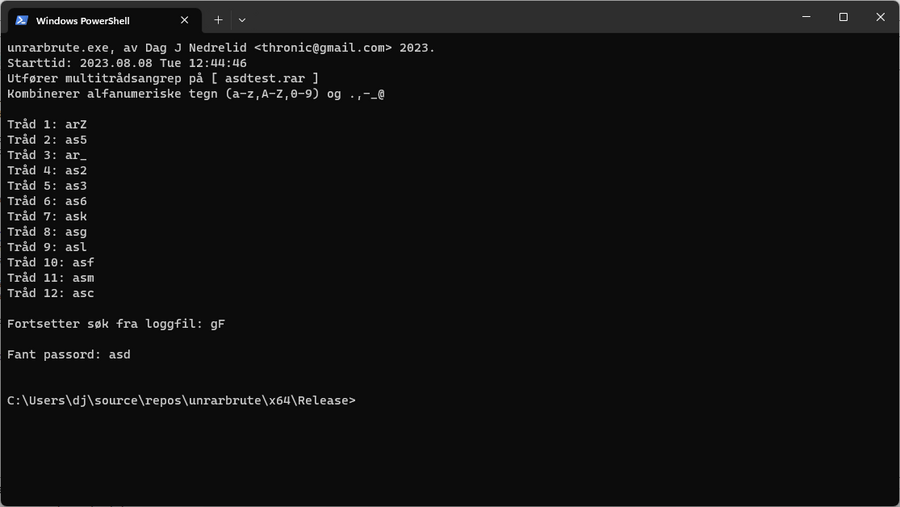 Windows PowerShell
unrarbrute.exe, av Dag J Nedrelid <thronic@gmail.com> 2023.
Starttid: 2023.08.08 Tue 12:44:46
Utfører multitrådsangrep på [ asdtest.rar ]
Kombinerer alfanumeriske tegn (a-z,A-Z,0-9) og .,-_@
Tråd 1: arZ
Tråd 2: as5
Tråd 3: ar_
Tråd 4: as2
Tråd 5: as3
Tråd 6: as6
Tråd 7: ask
Tråd 8: asg
Tråd 9: asl
Tråd 10: asf
Tråd 11: asm
Tråd 12: asc
Fortsetter søk fra loggfil: gF
Fant passord: asd
C:\Users\dj\source\repos\unrarbrute\x64\Release>